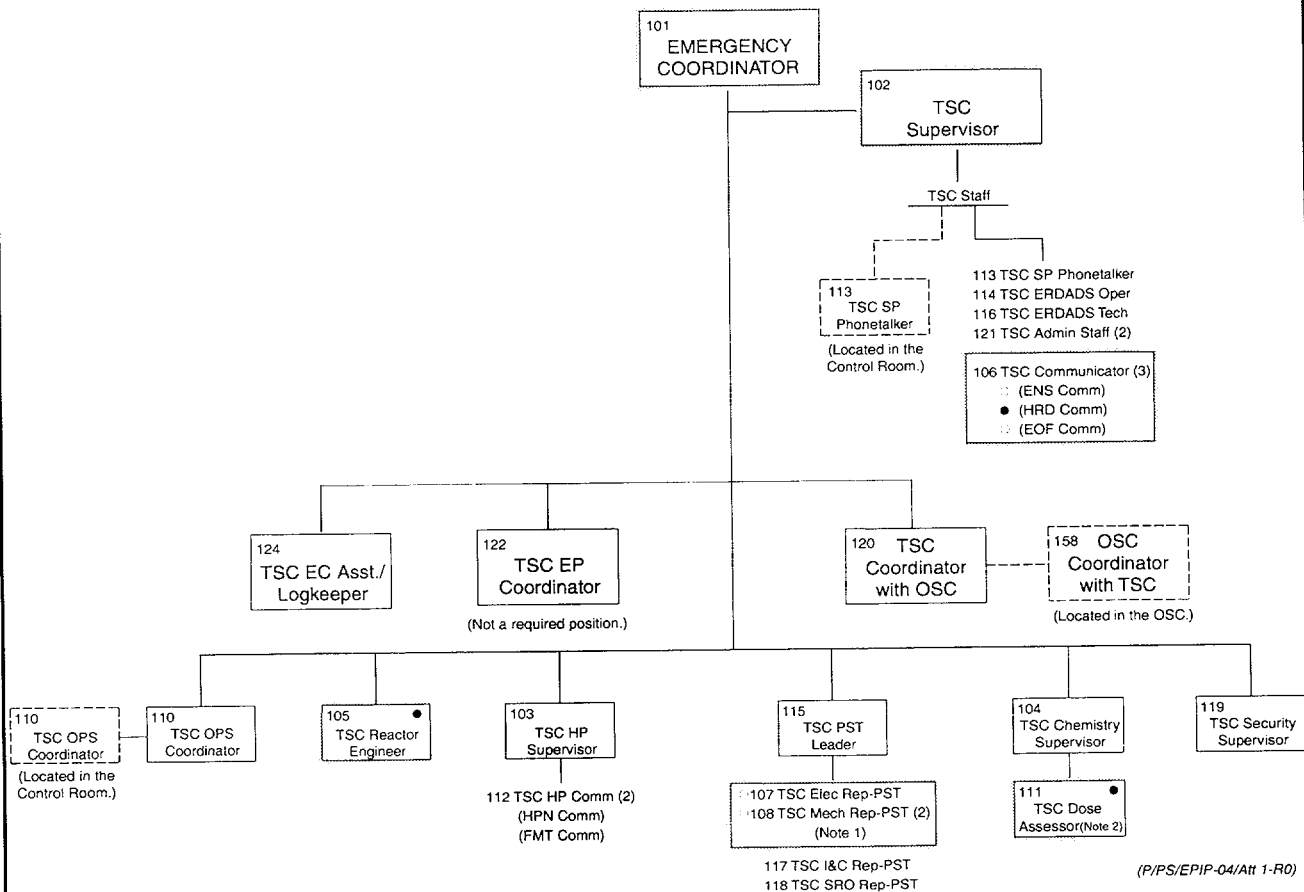 101
EMERGENCY
COORDINATOR
102
TSC
Supervisor
TSC Staff
113
TSC SP
Phonetalker
(Located in the
Control Room.)
113 TSC SP Phonetalker
114 TSC ERDADS Oper
116 TSC ERDADS Tech
121 TSC Admin Staff (2)
106 TSC Communicator (3)
(ENS Comm)
● (HRD Comm)
(EOF Comm)
124
TSC EC Asst./
Logkeeper
122
TSC EP
Coordinator
(Not a required position.)
120 TSC
Coordinator
with OSC
158 OSC
Coordinator
with TSC
(Located in the OSC.)
110
TSC OPS
Coordinator
(Located in the
Control Room.)
110
TSC OPS
Coordinator
105 ●
TSC Reactor
Engineer
103
TSC HP
Supervisor
112 TSC HP Comm (2)
(HPN Comm)
(FMT Comm)
115
TSC PST
Leader
107 TSC Elec Rep-PST
108 TSC Mech Rep-PST (2)
(Note 1)
117 TSC I&C Rep-PST
118 TSC SRO Rep-PST
104
TSC Chemistry
Supervisor
111 ●
TSC Dose
Assessor(Note 2)
119
TSC Security
Supervisor
(P/PS/EPIP-04/Att 1-R0)